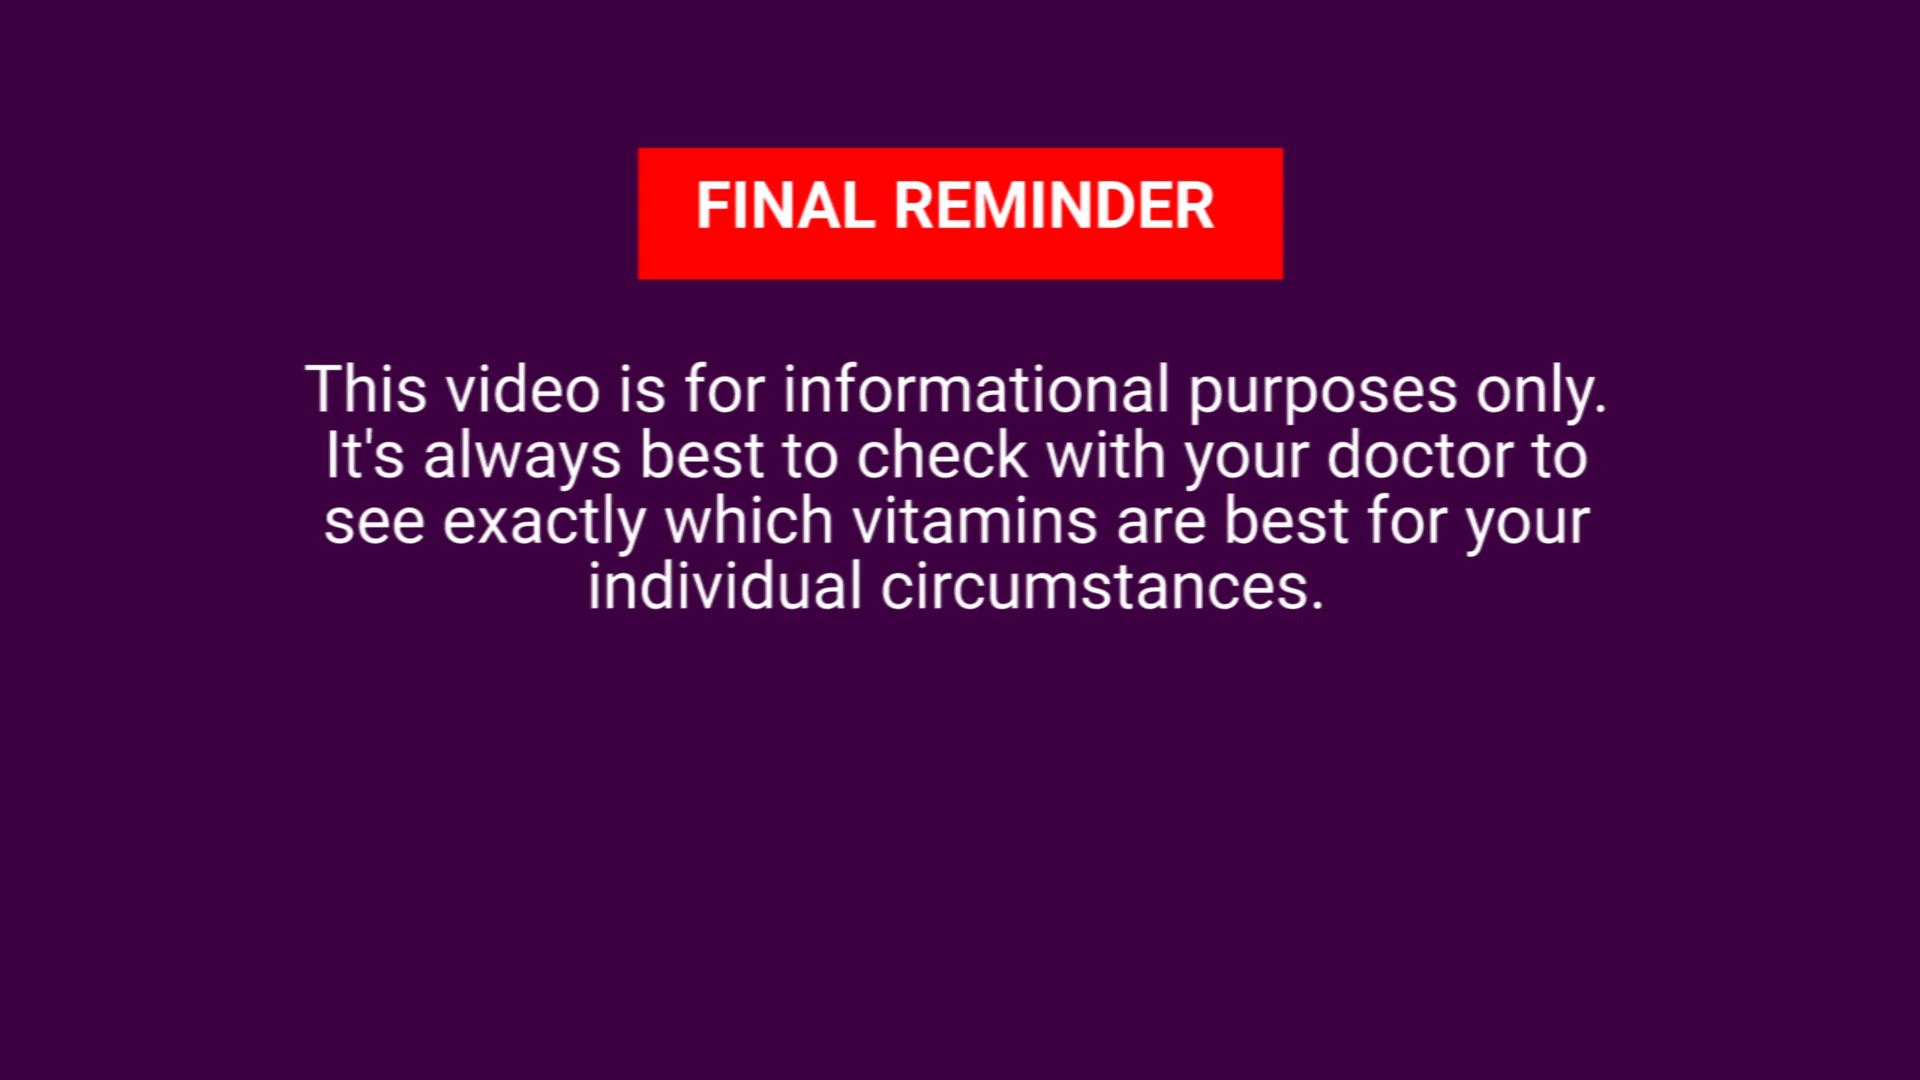 FINAL REMINDER
This video is for informational purposes only.
It's always best to check with your doctor to
see exactly which vitamins are best for your
individual circumstances.